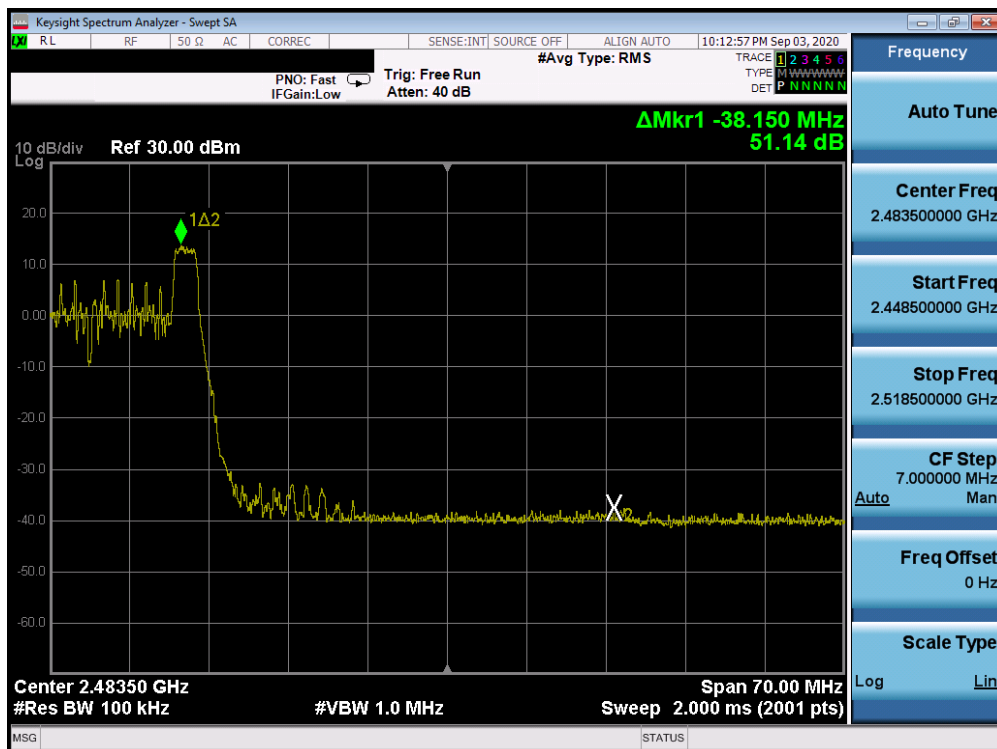 Keysight Spectrum Analyzer - Swept SA
LXI RL RF 50 Ω AC CORREC SENSE:INT SOURCE OFF ALIGN AUTO 10:12:57 PM Sep 03, 2020
#Avg Type: RMS
TRACE 1 2 3 4 5 6
PNO: Fast Trig: Free Run
TYPE M WWWWW
IFGain:Low Atten: 40 dB
DET P N N N N N
ΔMkr1 -38.150 MHz
51.14 dB
10 dB/div Ref 30.00 dBm
Log
1Δ2
20.0
10.0
0.00
-10.0
-20.0
-30.0
-40.0
-50.0
-60.0
X2
Center 2.48350 GHz Span 70.00 MHz
#Res BW 100 kHz #VBW 1.0 MHz Sweep 2.000 ms (2001 pts)
MSG STATUS
Frequency
Auto Tune
Center Freq
2.483500000 GHz
Start Freq
2.448500000 GHz
Stop Freq
2.518500000 GHz
CF Step
7.000000 MHz
Auto Man
Freq Offset
0 Hz
Scale Type
Log Lin